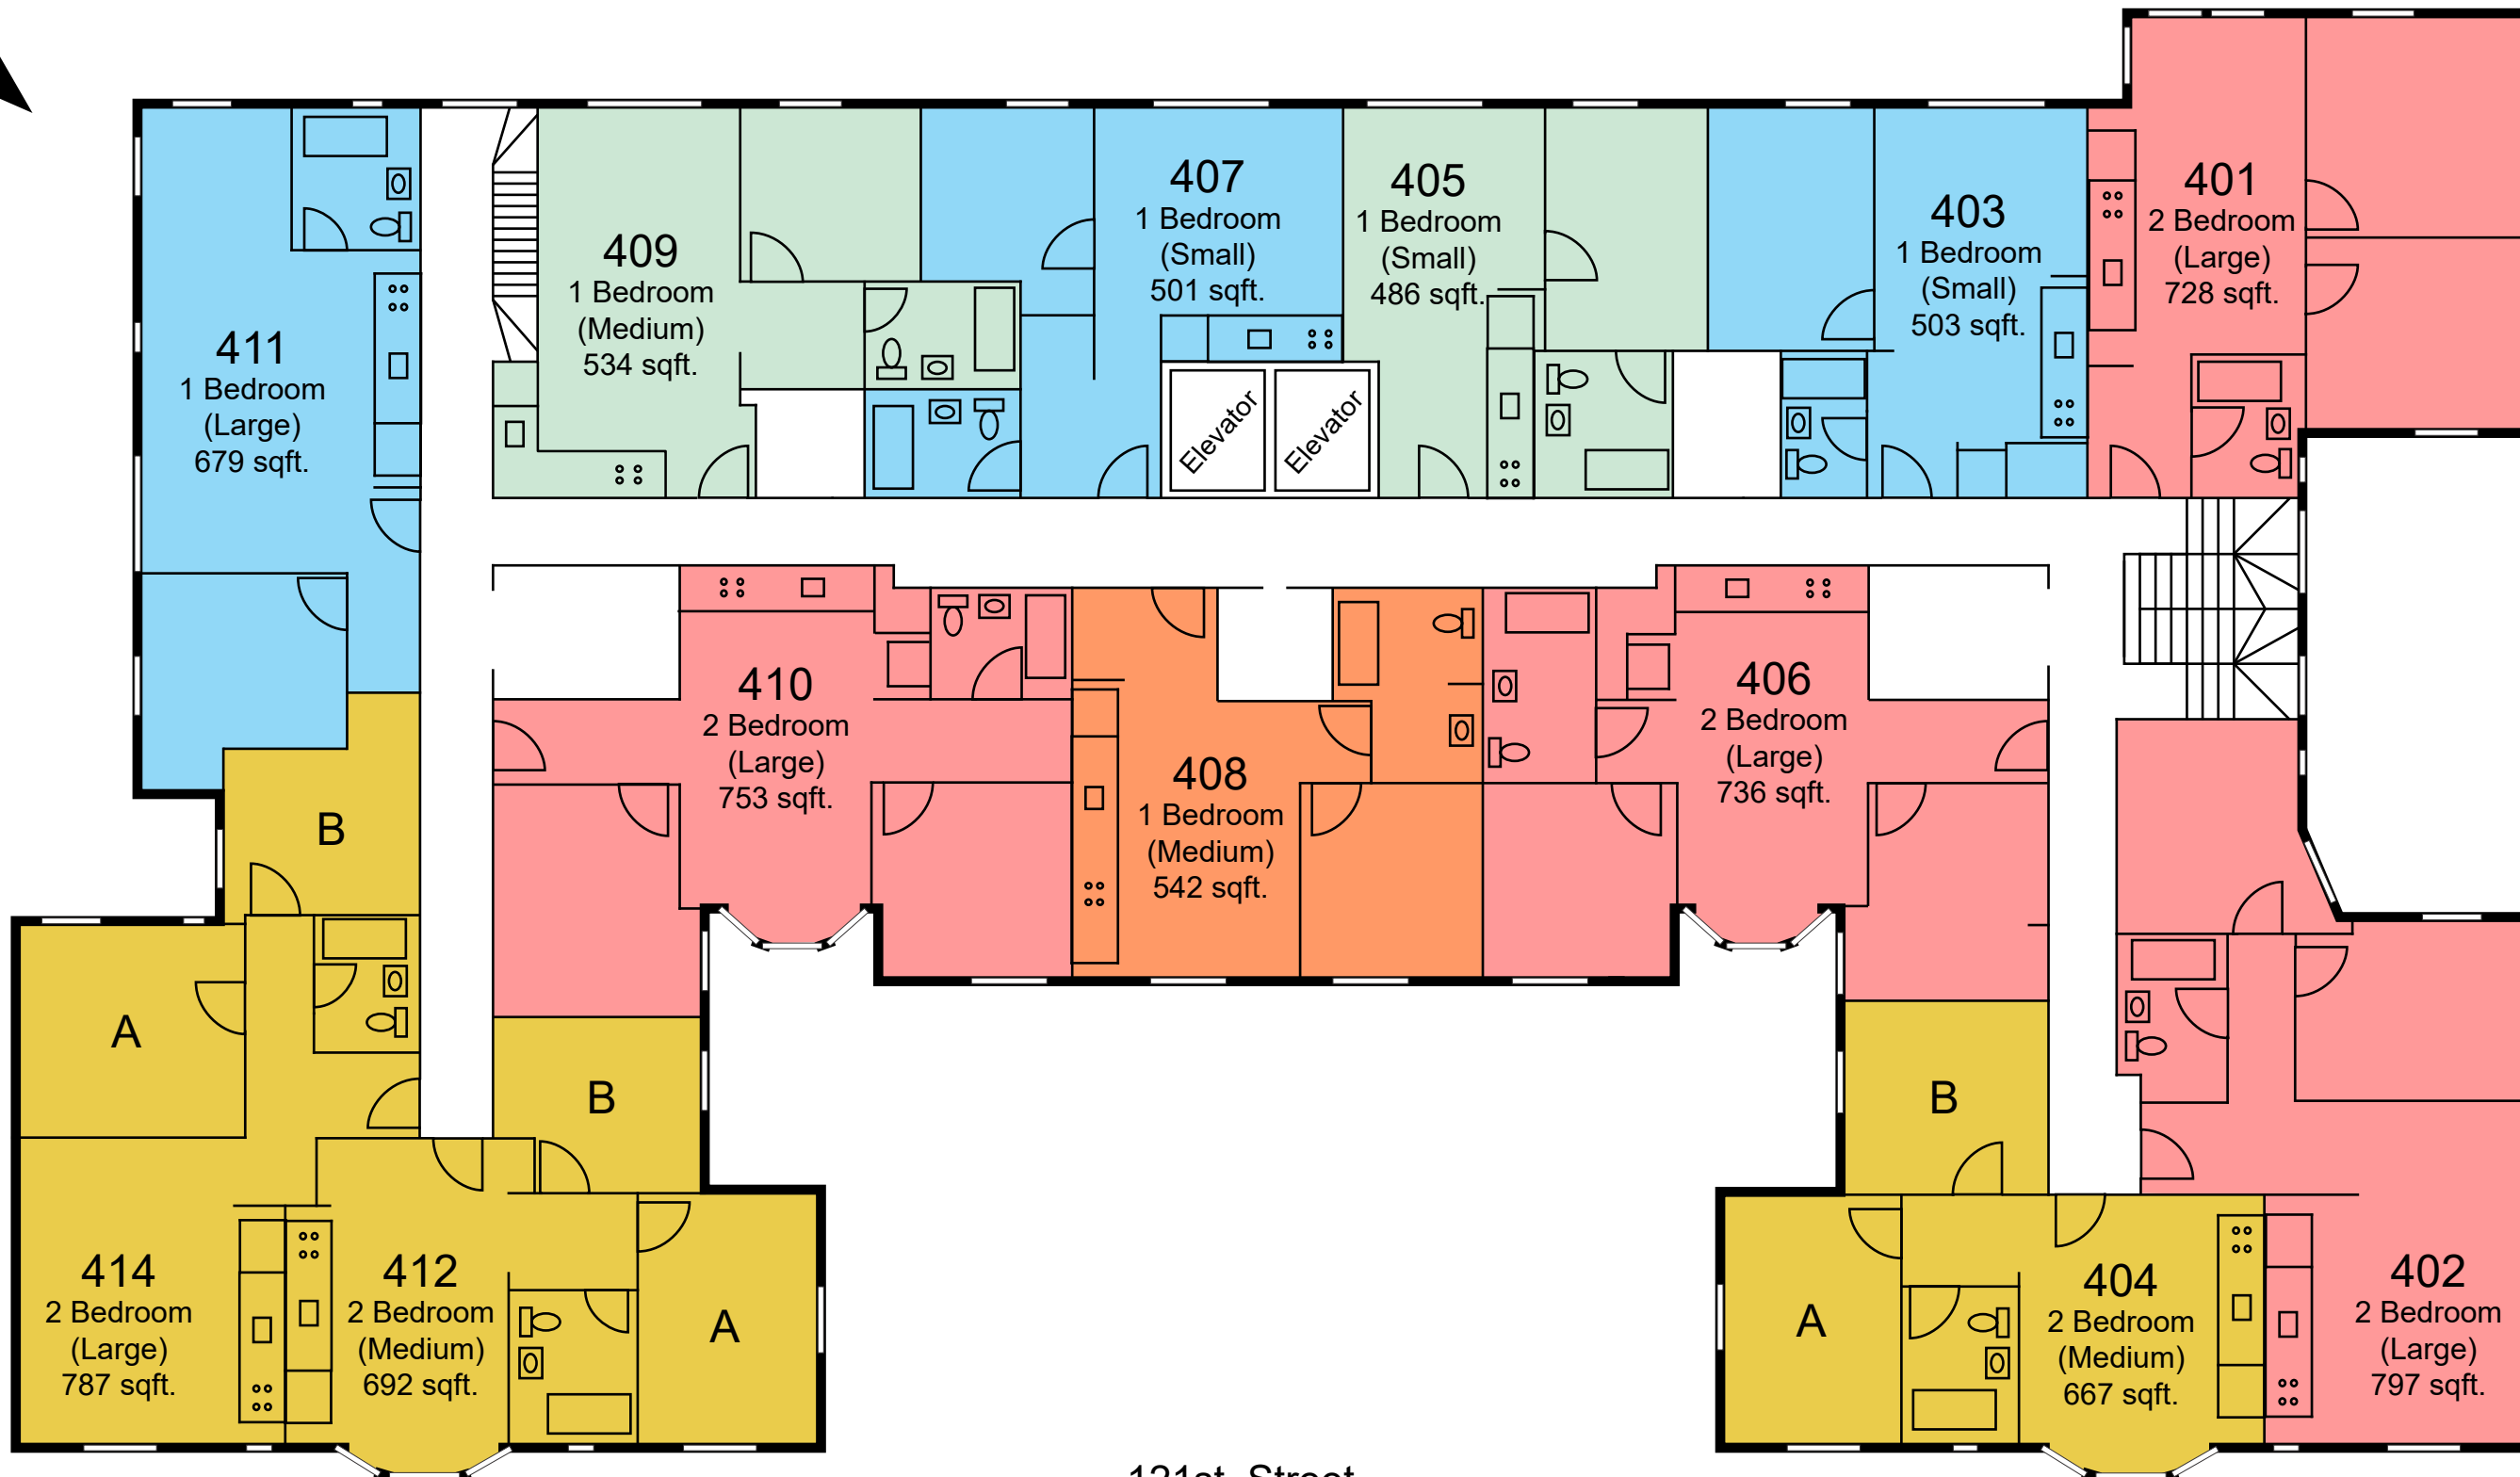 407
1 Bedroom
(Small)
501 sqft.
405
1 Bedroom
(Small)
486 sqft.
401
2 Bedroom
(Large)
728 sqft.
403
1 Bedroom
(Small)
503 sqft.
409
1 Bedroom
(Medium)
534 sqft.
411
1 Bedroom
(Large)
679 sqft.
Elevator
Elevator
410
2 Bedroom
(Large)
753 sqft.
406
2 Bedroom
(Large)
736 sqft.
408
1 Bedroom
(Medium)
542 sqft.
B
A
B
B
414
2 Bedroom
(Large)
787 sqft.
412
2 Bedroom
(Medium)
692 sqft.
A
A
404
2 Bedroom
(Medium)
667 sqft.
402
2 Bedroom
(Large)
797 sqft.
121st. Street